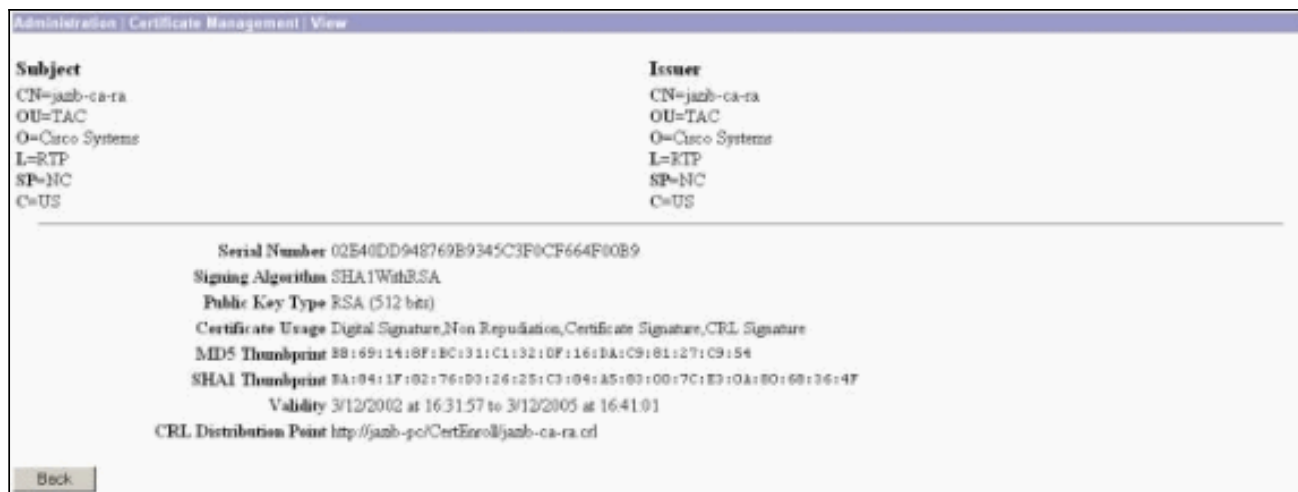 Administration | Certificate Management | View
Subject
CN=jazib-ca-ra
OU=TAC
O=Cisco Systems
L=RTP
SP=NC
C=US
Issuer
CN=jazib-ca-ra
OU=TAC
O=Cisco Systems
L=RTP
SP=NC
C=US
Serial Number 02E40DD948769B9345C3F0CF664F00B9
Signing Algorithm SHA1WithRSA
Public Key Type RSA (512 bits)
Certificate Usage Digital Signature,Non Repudiation,Certificate Signature,CRL Signature
MD5 Thumbprint
SHA1 Thumbprint
Validity 3/12/2002 at 16:31:57 to 3/12/2005 at 16:41:01
CRL Distribution Point http://jazib-pc/CertEnroll/jazib-ca-ra.crl
Back